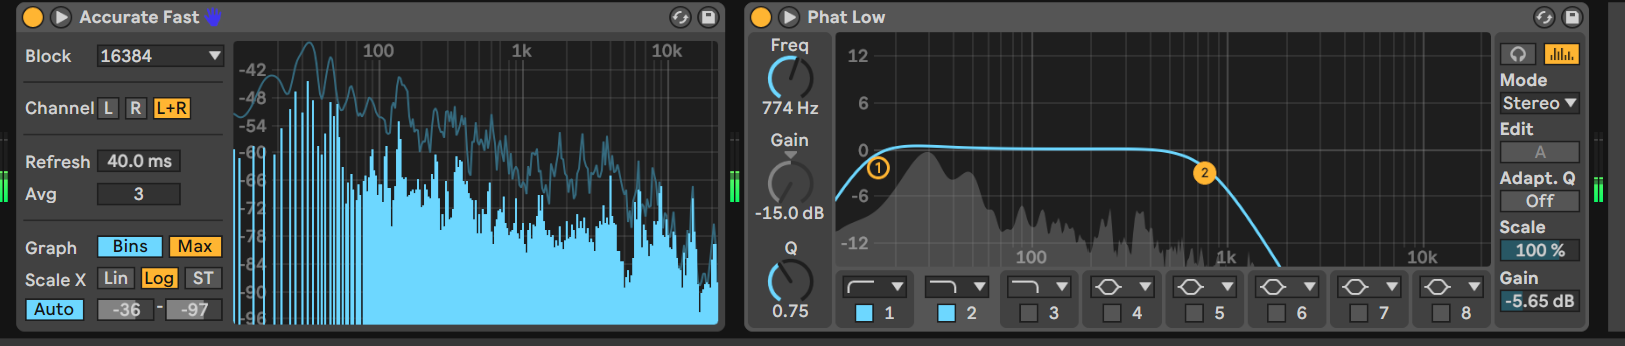 Accurate Fast
Block 16384
Channel L R L+R
Refresh 40.0 ms
Avg 3
Graph Bins Max
Scale X Lin Log ST
Auto -36 - -97
100 1k 10k
-42
-48
-54
-60
-66
-72
-78
-84
-90
-96
Phat Low
Freq
774 Hz
Gain
-15.0 dB
Q
0.75
12
6
0
-6
-12
100 1k 10k
1
2
1 2 3 4 5 6 7 8
Mode
Stereo
Edit
A
Adapt. Q
Off
Scale
100 %
Gain
-5.65 dB